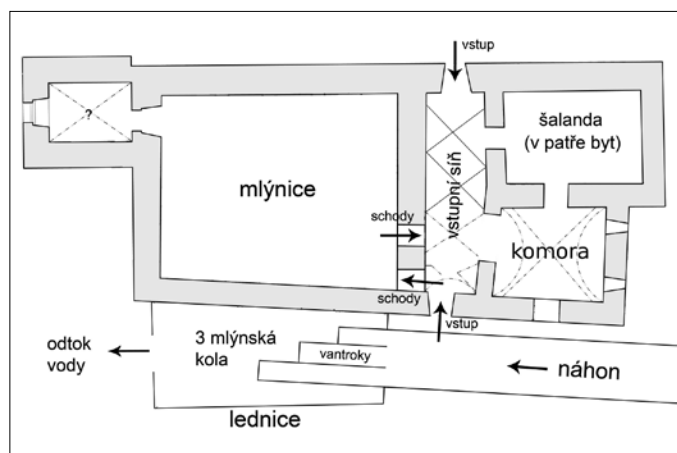 vstup
?
šalanda
(v patře byt)
mlýnice
vstupní síň
schody
komora
schody
vstup
3 mlýnská
kola
vantroky
odtok
vody
náhon
lednice